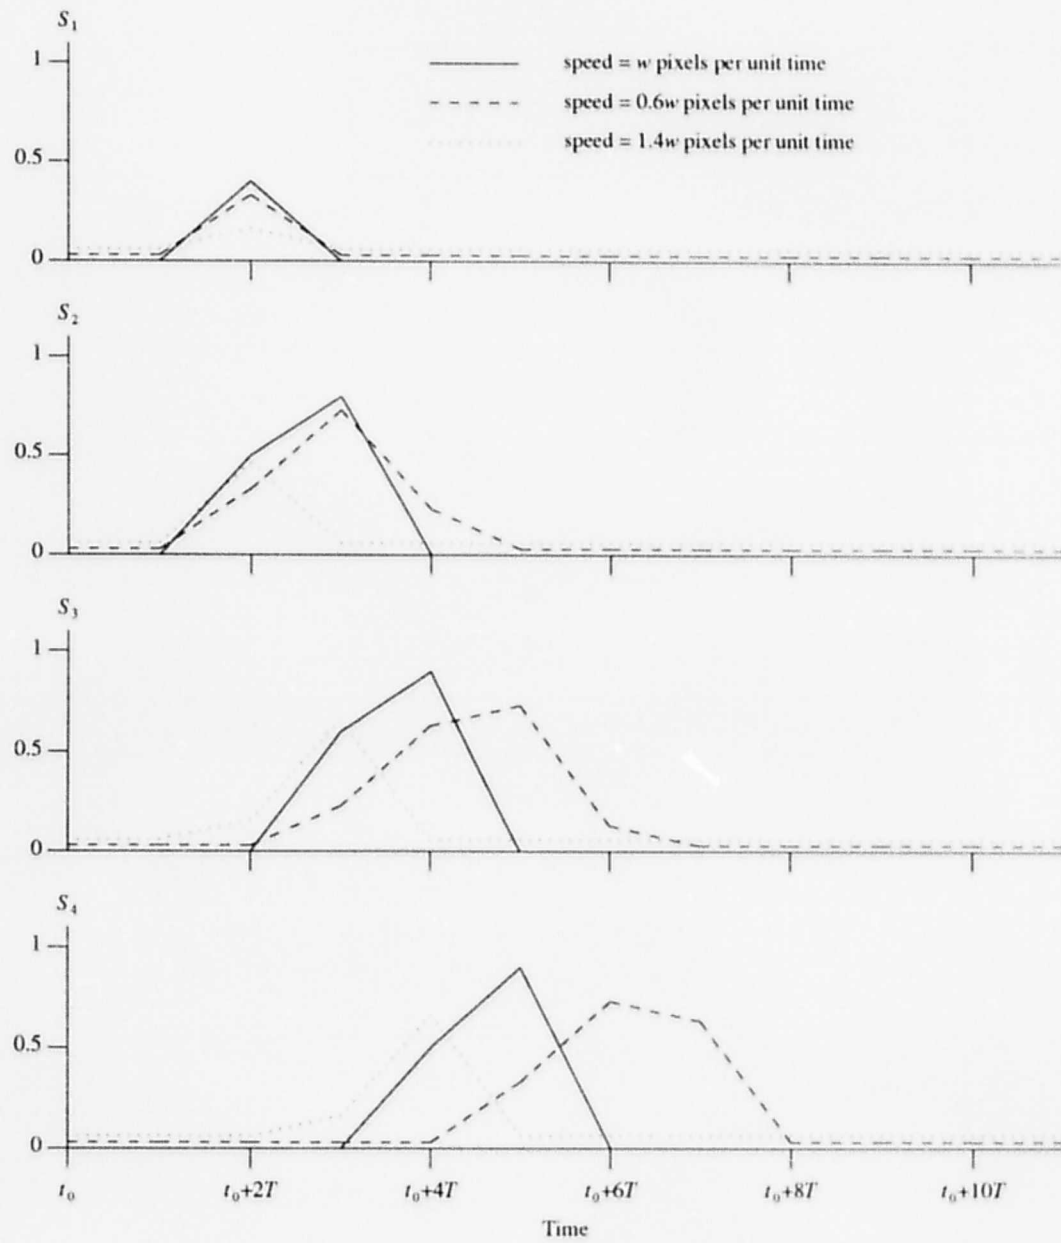 S1
1
0.5
0
speed = w pixels per unit time
speed = 0.6w pixels per unit time
speed = 1.4w pixels per unit time
S2
1
0.5
0
S3
1
0.5
0
S4
1
0.5
0
t0 t0+2T t0+4T t0+6T t0+8T t0+10T
Time